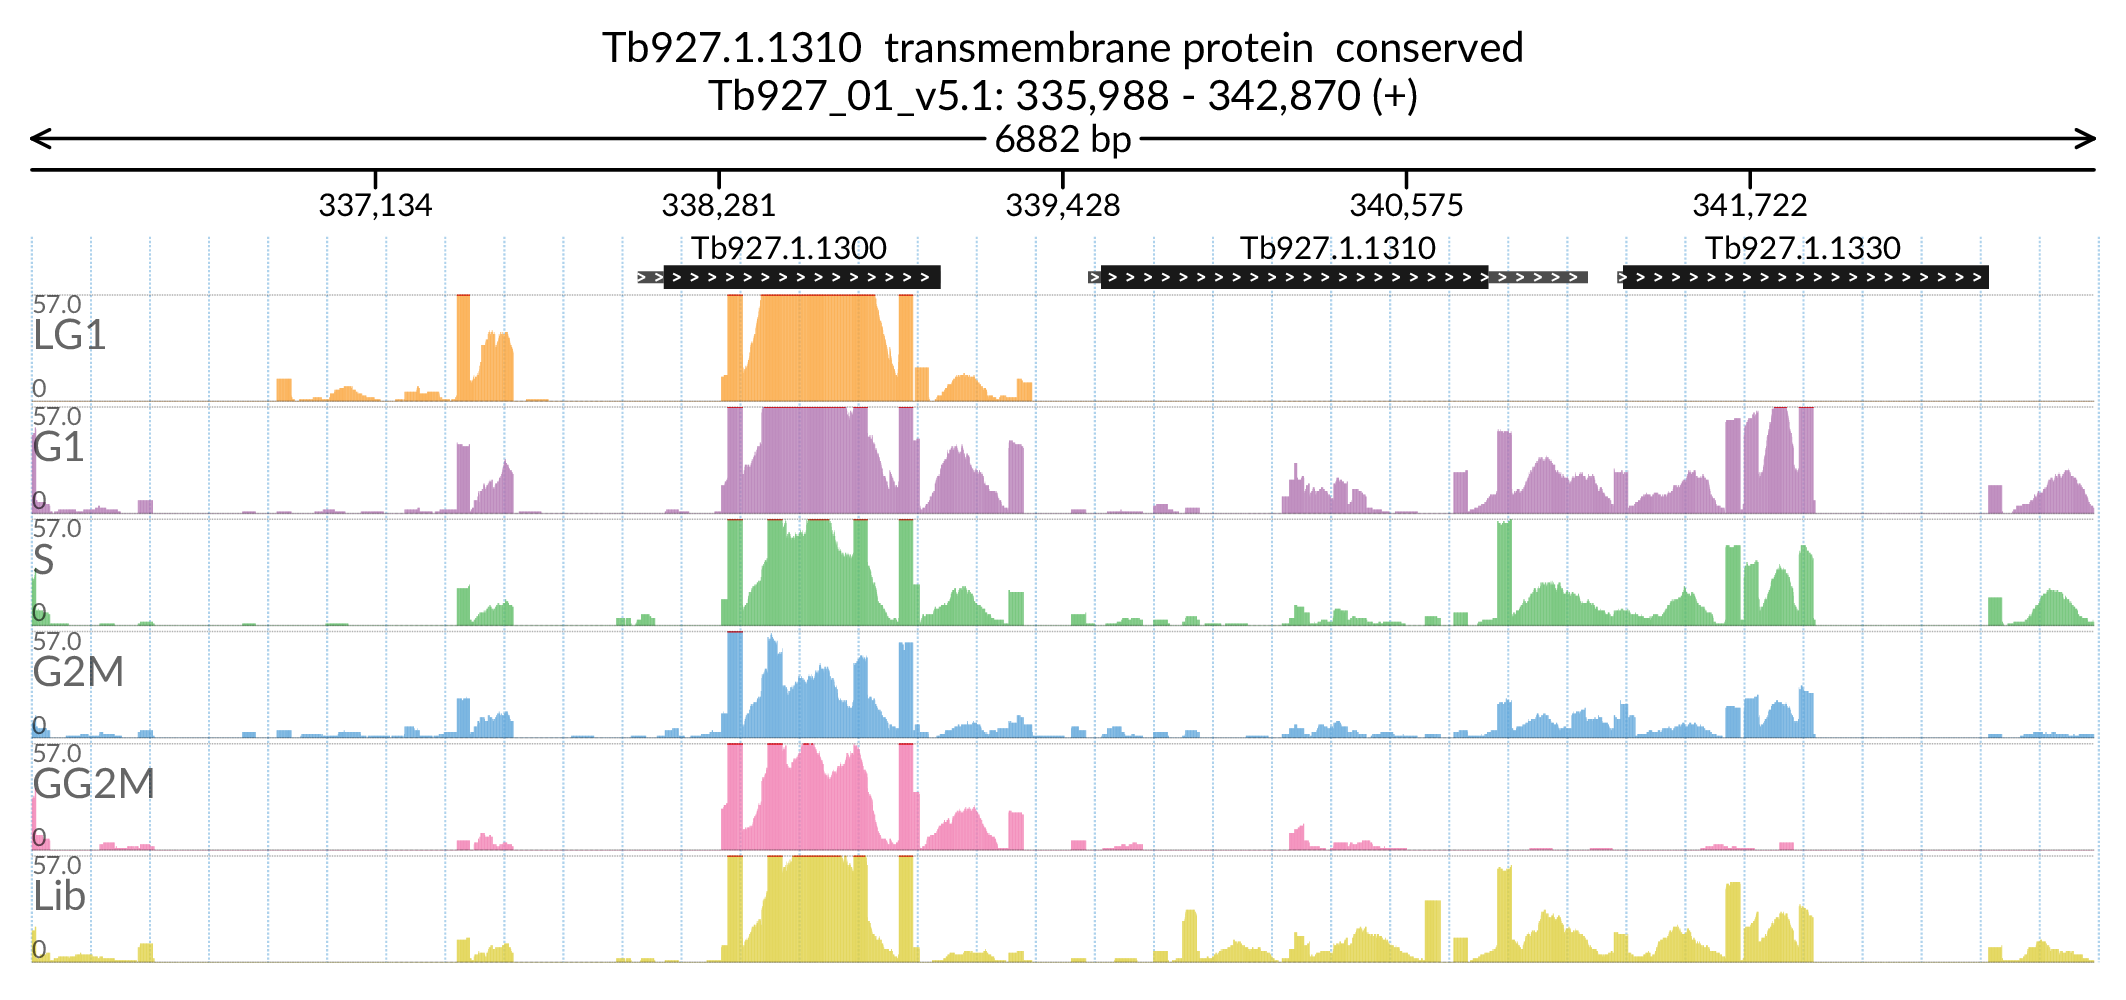 Tb927.1.1310 transmembrane protein conserved
Tb927_01_v5.1: 335,988 - 342,870 (+)
6882 bp
337,134 338,281 339,428 340,575 341,722
Tb927.1.1300 Tb927.1.1310 Tb927.1.1330
57.0
LG1
0
57.0
G1
0
57.0
S
0
57.0
G2M
0
57.0
GG2M
0
57.0
Lib
0